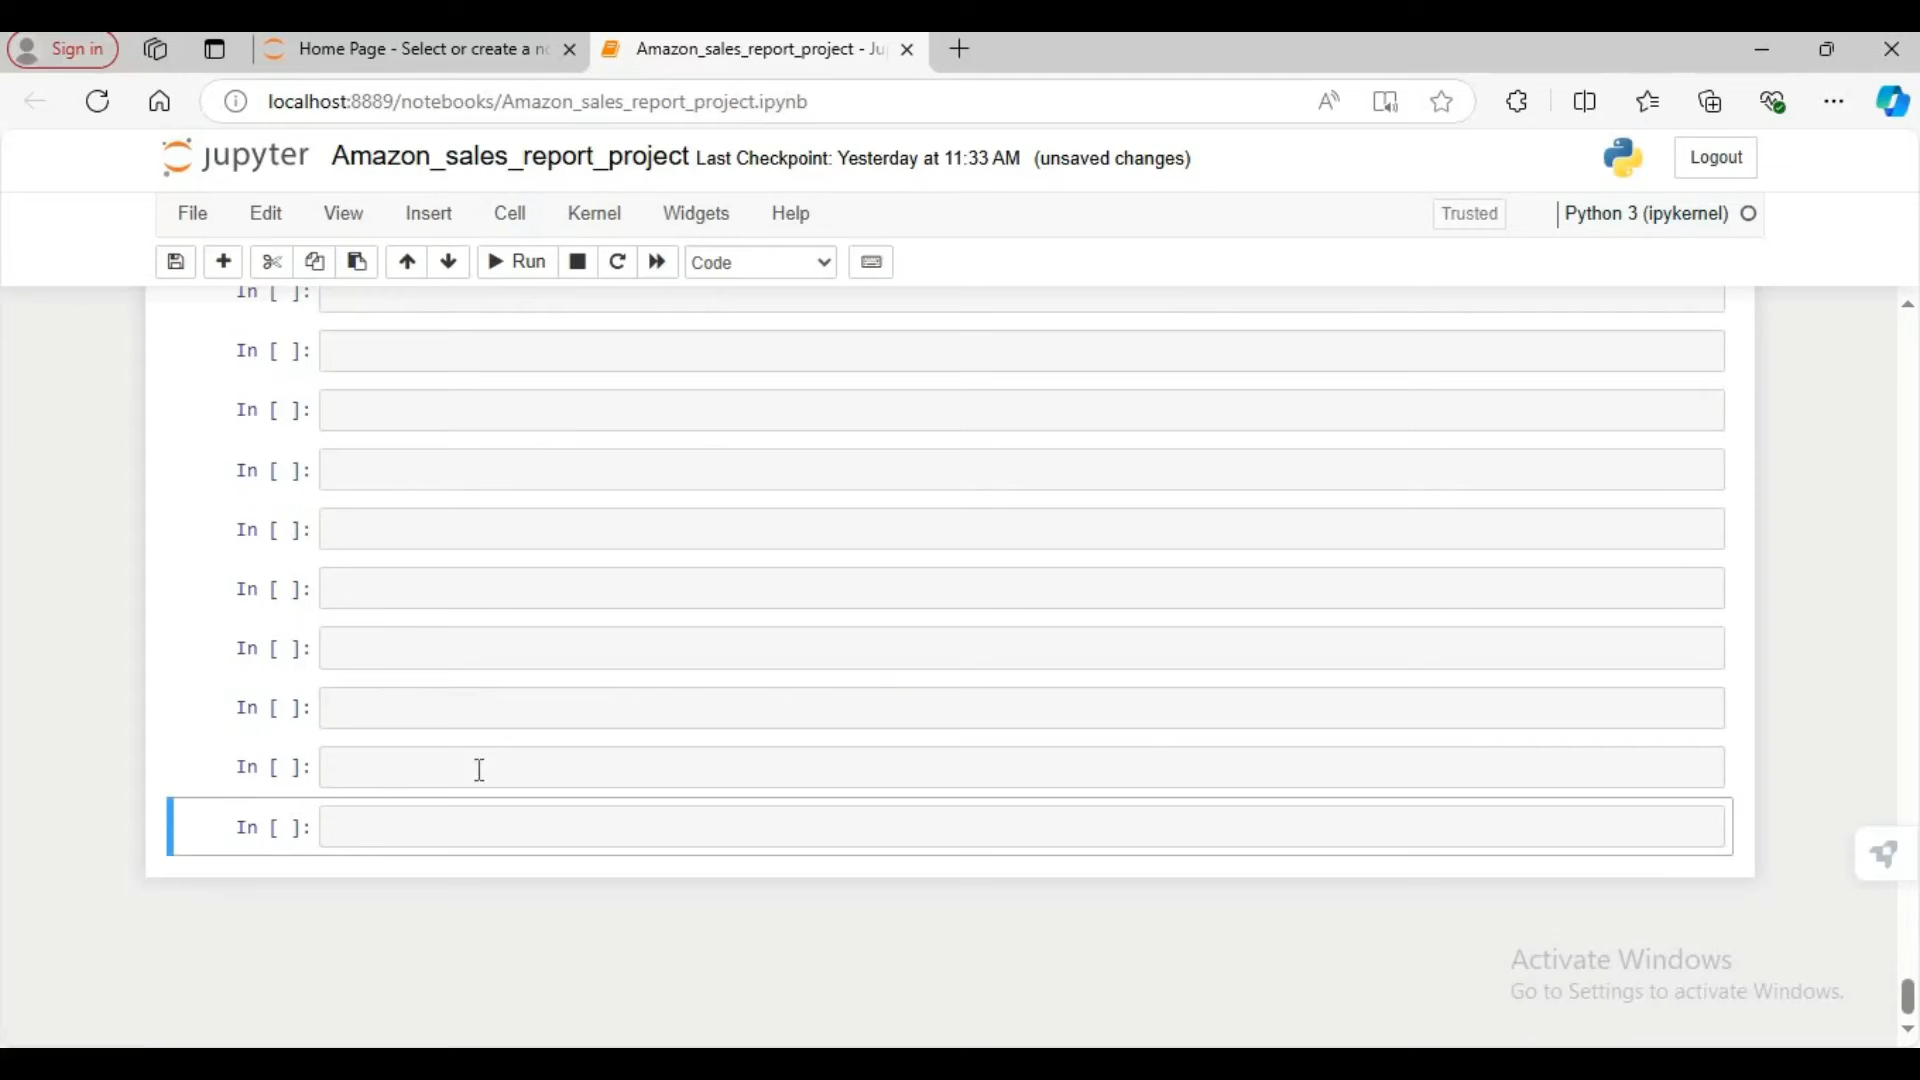 Sign in
Home Page - Select or create a no
Amazon_sales_report_project - Ju
localhost:8889/notebooks/Amazon_sales_report_project.ipynb
jupyter Amazon_sales_report_project Last Checkpoint: Yesterday at 11:33 AM (unsaved changes)
Logout
File Edit View Insert Cell Kernel Widgets Help
Trusted
Python 3 (ipykernel)
Run
Code
In [ ]:
In [ ]:
In [ ]:
In [ ]:
In [ ]:
In [ ]:
In [ ]:
In [ ]:
In [ ]:
In [ ]:
Activate Windows
Go to Settings to activate Windows.